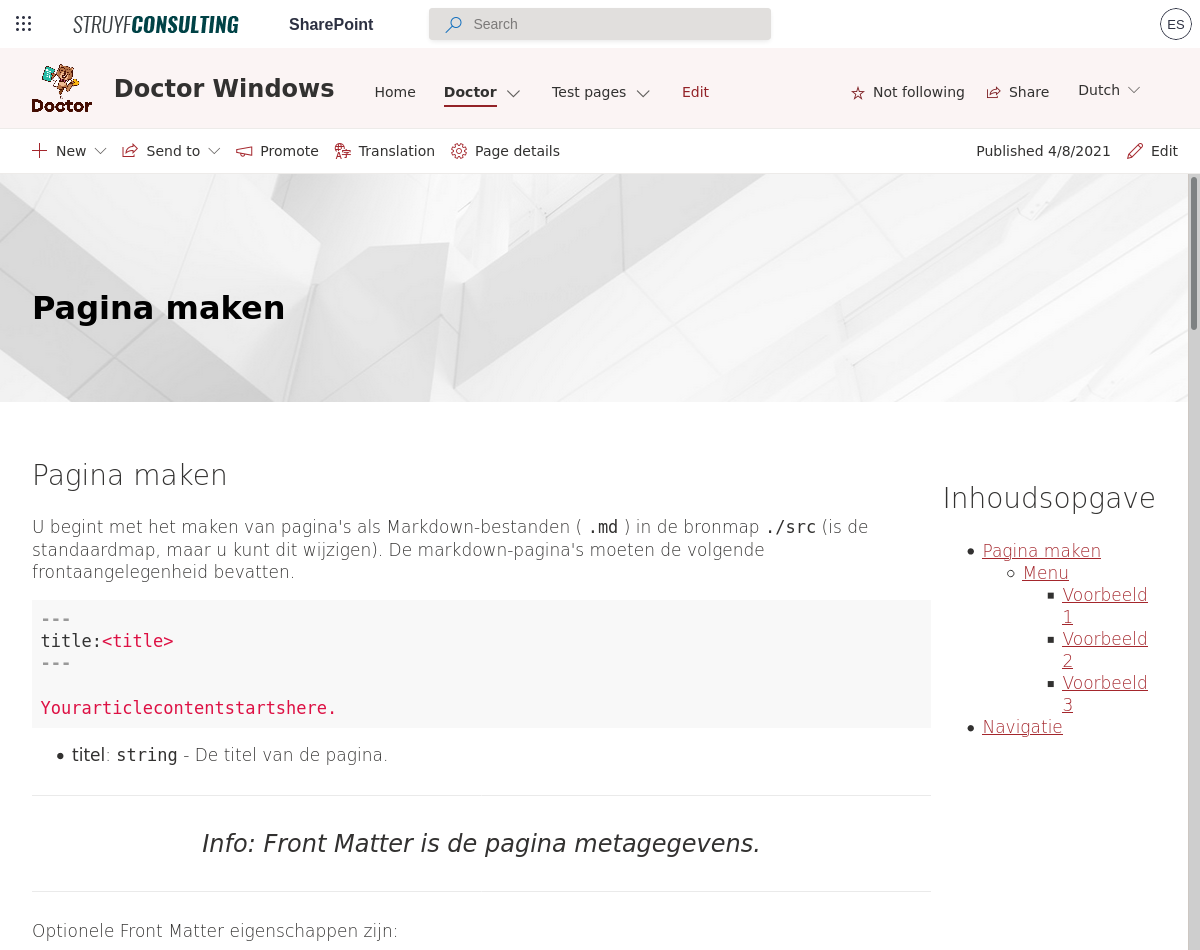 STRUYFCONSULTING SharePoint Search ES
Doctor Doctor Windows Home Doctor Test pages Edit Not following Share Dutch
New Send to Promote Translation Page details Published 4/8/2021 Edit
Pagina maken
Pagina maken
U begint met het maken van pagina's als Markdown-bestanden ( .md ) in de bronmap ./src (is de
standaardmap, maar u kunt dit wijzigen). De markdown-pagina's moeten de volgende
frontaangelegenheid bevatten.
---
title:<title>
---
Yourarticlecontentstartshere.
• titel: string - De titel van de pagina.
Info: Front Matter is de pagina metagegevens.
Optionele Front Matter eigenschappen zijn:
Inhoudsopgave
Pagina maken
Menu
Voorbeeld
1
Voorbeeld
2
Voorbeeld
3
Navigatie